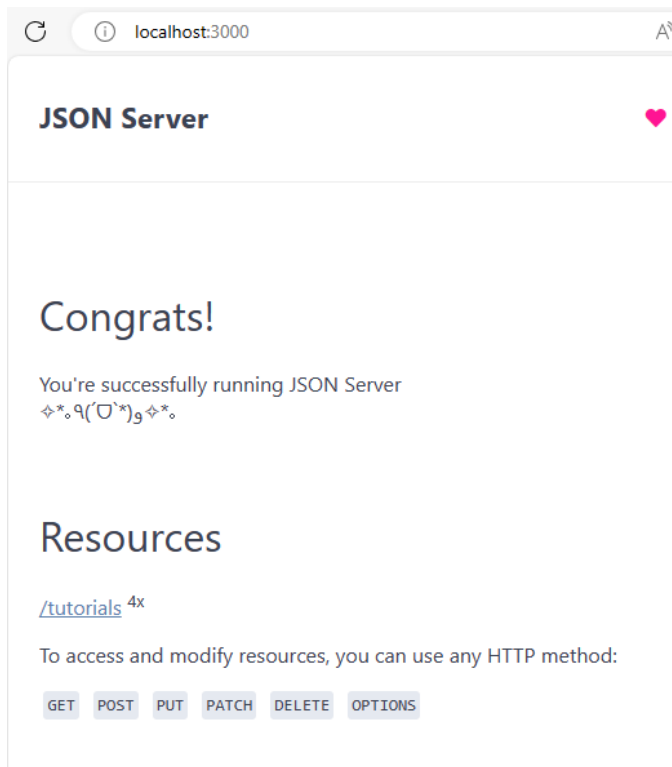 localhost:3000
JSON Server
Congrats!
You're successfully running JSON Server
✧*｡٩(ˊᗜˋ*)و✧*｡
Resources
/tutorials 4x
To access and modify resources, you can use any HTTP method:
GET POST PUT PATCH DELETE OPTIONS